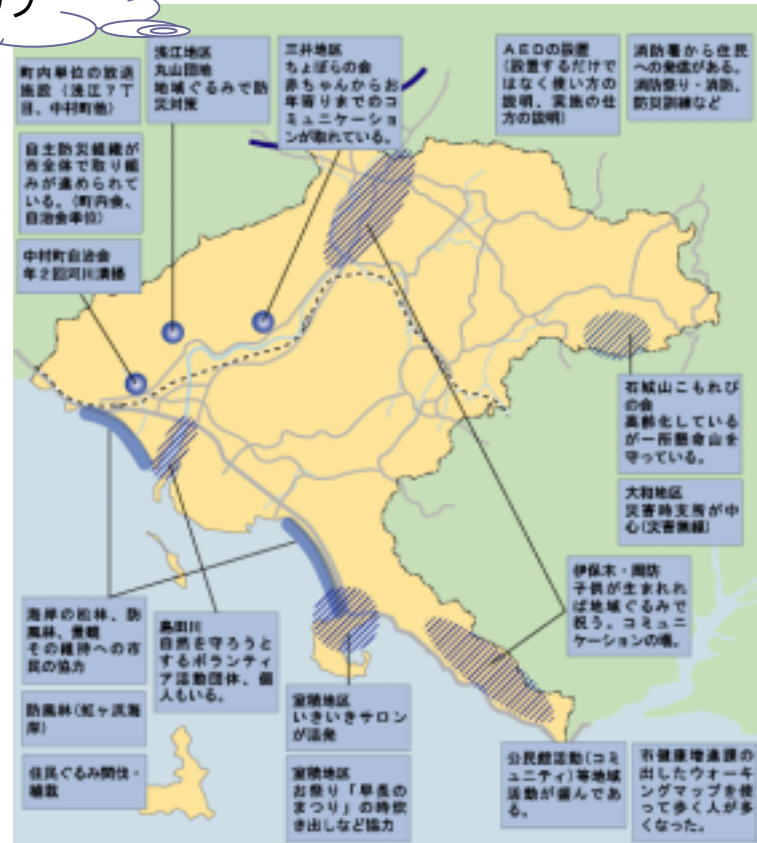 町内単位の放送
施設（浅江７丁
目、中村町他）
浅江地区
丸山団地
地域ぐるみで防
災対策
三井地区
ちょぼらの会
赤ちゃんからお
年寄りまでのコ
ミュニケーショ
ンが取れている。
ＡＥＤの設置
（設置するだけで
はなく使い方の
説明、実施の仕
方の説明）
消防署から住民
への発信がある。
消防祭り・消防、
防災訓練など
自主防災組織が
市全体で取り組
みが進められて
いる。（町内会、
自治会単位）
中村町自治会
年２回河川清掃
石城山こもれび
の会
高齢化している
が一所懸命山を
守っている。
大和地区
災害時支所が中
心（災害無線）
伊保木・周防
子供が生まれれ
ば地域ぐるみで
祝う。コミュニ
ケーションの場。
海岸の松林、防
風林、景観
その維持への市
民の協力
島田川
自然を守ろうと
するボランティ
ア活動団体、個
人もいる。
防風林（虹ヶ浜海
岸）
住民ぐるみ間伐・
植栽
室積地区
いきいきサロン
が活発
室積地区
お祭り「早長の
まつり」の時炊
き出しなど協力
公民館活動（コミ
ュニティ）等地域
活動が盛んであ
る。
市健康増進課の
出したウオーキ
ングマップを使
って歩く人が多
くなった。